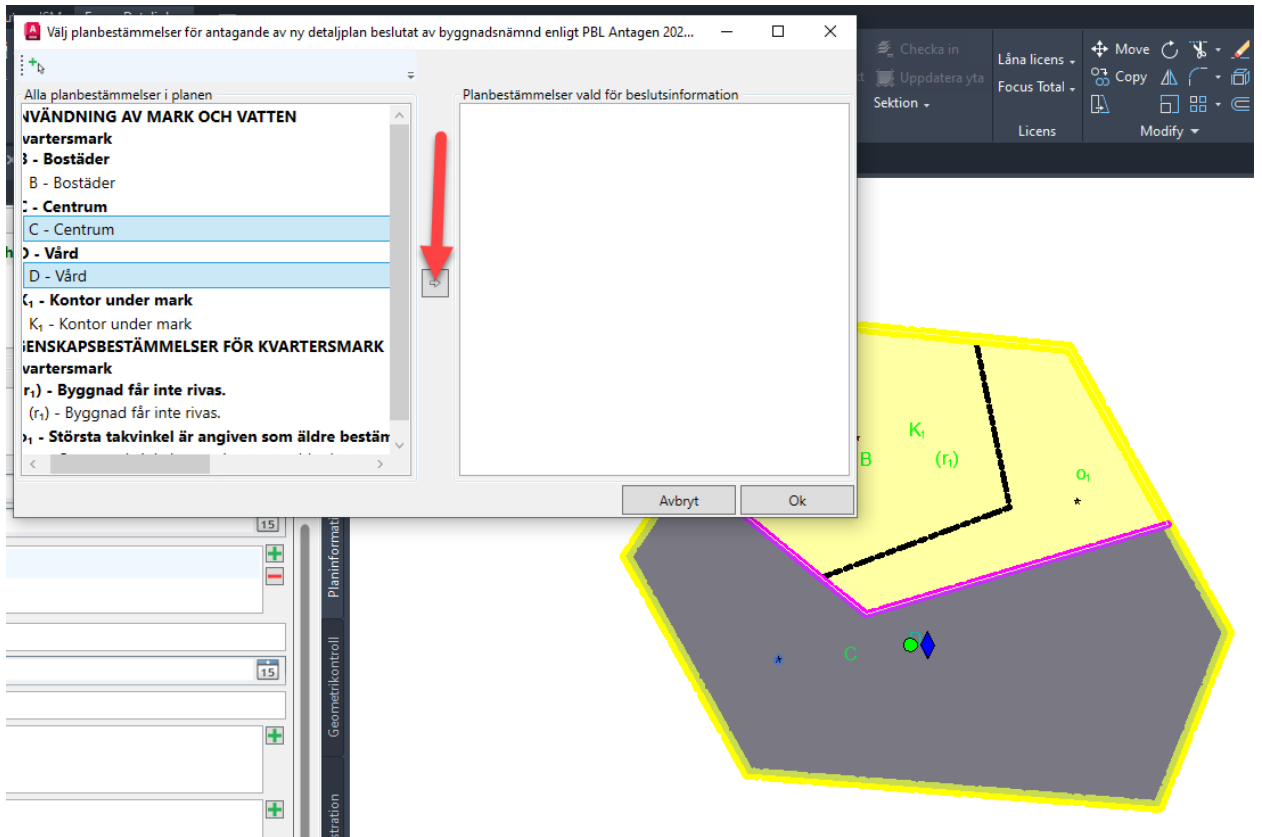 Välj planbestämmelser för antagande av ny detaljplan beslutat av byggnadsnämnd enligt PBL Antagen 202...
Alla planbestämmelser i planen
NVÄNDNING AV MARK OCH VATTEN
vartersmark
B - Bostäder
B - Bostäder
C - Centrum
C - Centrum
D - Vård
D - Vård
K₁ - Kontor under mark
K₁ - Kontor under mark
GENSKAPSBESTÄMMELSER FÖR KVARTERSMARK
vartersmark
(r₁) - Byggnad får inte rivas.
(r₁) - Byggnad får inte rivas.
o₁ - Största takvinkel är angiven som äldre bestäm
Planbestämmelser vald för beslutsinformation
Avbryt
Ok
Checka in
Uppdatera yta
Sektion
Låna licens
Focus Total
Licens
Move
Copy
Modify
15
15
Planinformati
Geometrikontroll
stration
K₁
B
(r₁)
o₁
*
C